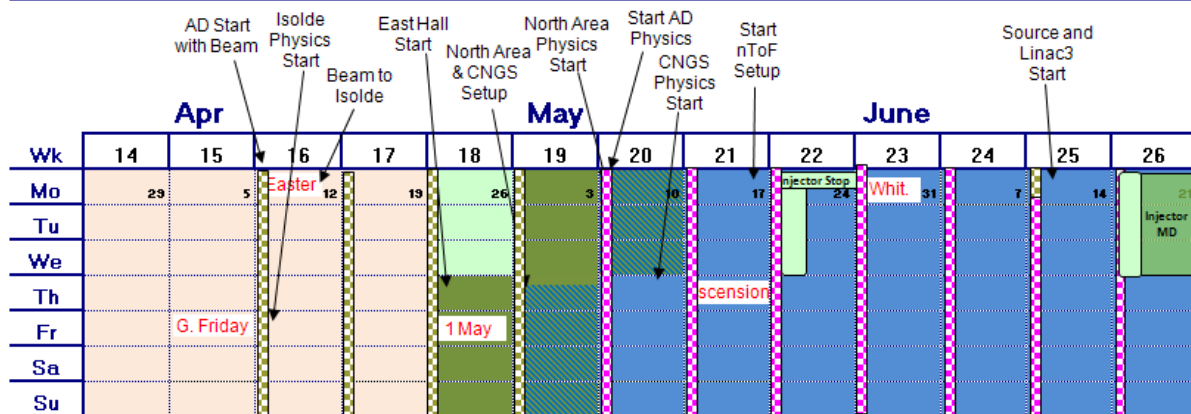 AD Start
with Beam
Isolde
Physics
Start
Beam to
Isolde
East Hall
Start
North Area
& CNGS
Setup
North Area
Physics
Start
Start AD
Physics
CNGS
Physics
Start
Start
nToF
Setup
Source and
Linac3
Start
Apr May June
Wk 14 15 16 17 18 19 20 21 22 23 24 25 26
Mo 29 5 Easter 12 19 26 3 10 17 njector Stop 24 Whit. 31 7 14 21
Tu
Injector
MD
We
Th scension
Fr G. Friday 1 May
Sa
Su